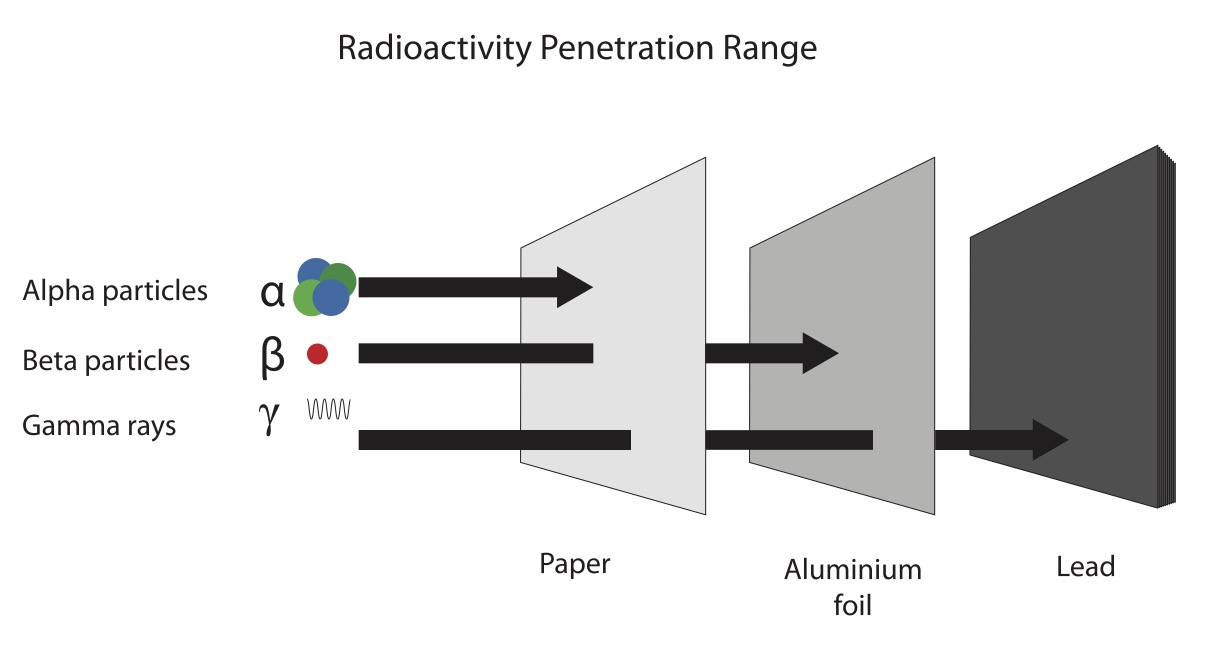 Radioactivity Penetration Range
Alpha particles α
Beta particles β
Gamma rays γ
Paper
Aluminium
foil
Lead